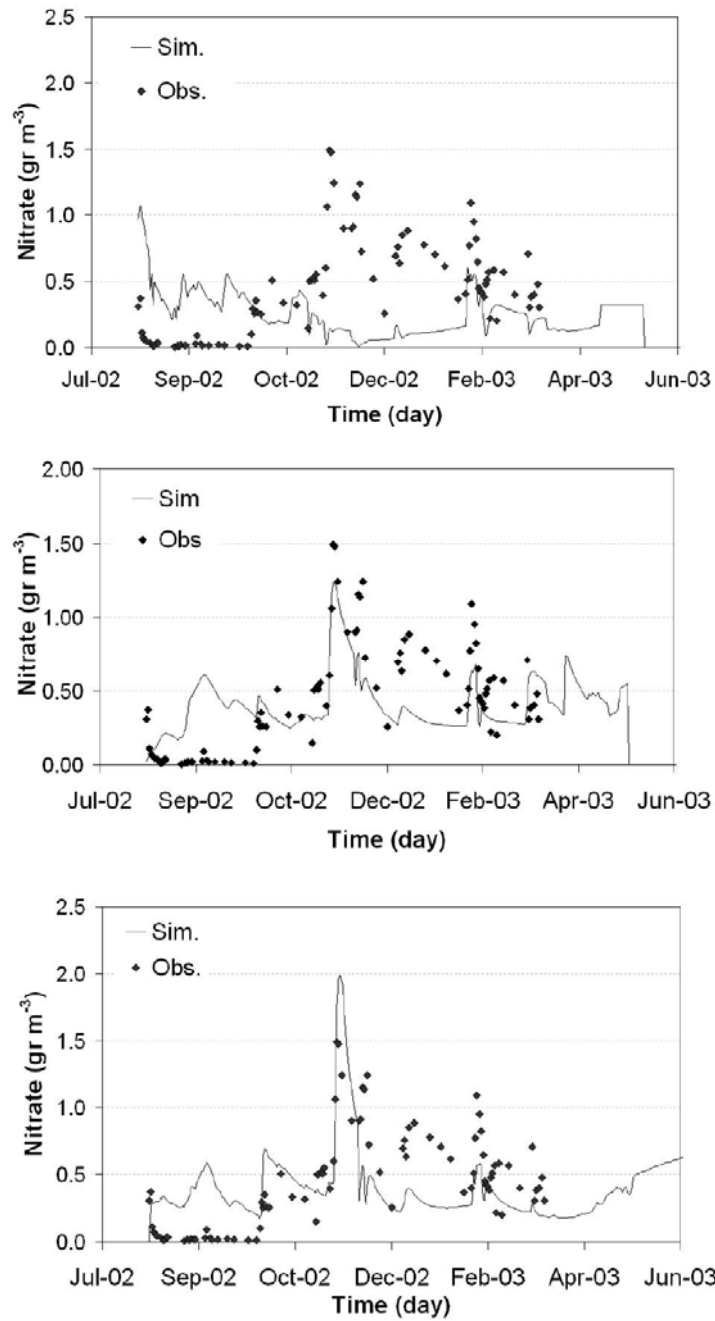 2.5
Sim.
2.0
Obs.
1.5
1.0
0.5
0.0
Nitrate (gr m-3)
Jul-02 Sep-02 Oct-02 Dec-02 Feb-03 Apr-03 Jun-03
Time (day)
2.00
Sim
1.50
Obs
1.00
0.50
0.00
Nitrate (gr m-3)
Jul-02 Sep-02 Oct-02 Dec-02 Feb-03 Apr-03 Jun-03
Time (day)
2.5
Sim.
2.0
Obs.
1.5
1.0
0.5
0.0
Nitrate (gr m-3)
Jul-02 Sep-02 Oct-02 Dec-02 Feb-03 Apr-03 Jun-03
Time (day)